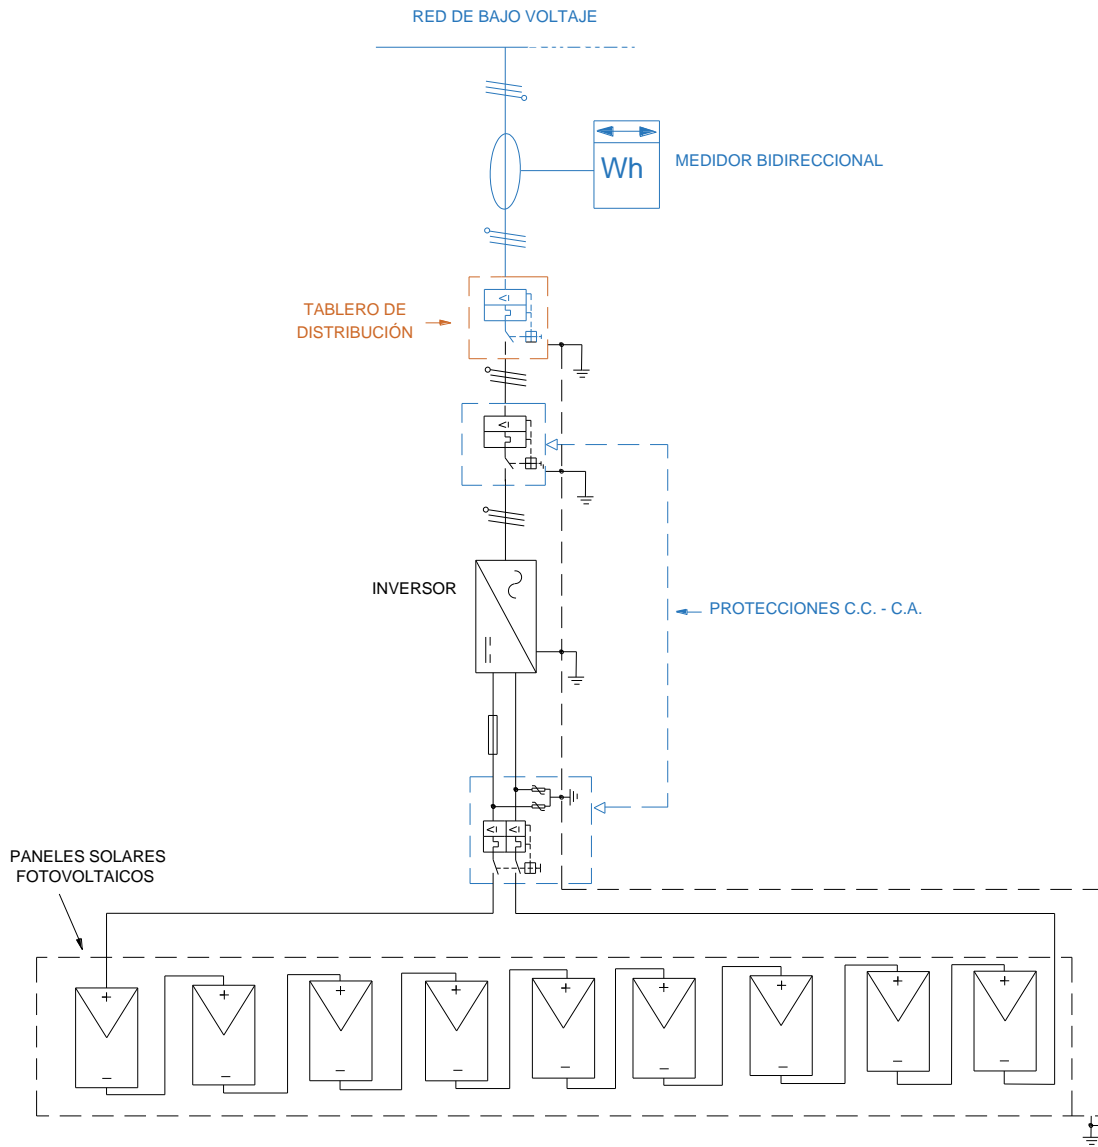 RED DE BAJO VOLTAJE
Wh
MEDIDOR BIDIRECCIONAL
TABLERO DE
DISTRIBUCIÓN
INVERSOR
PROTECCIONES C.C. - C.A.
PANELES SOLARES
FOTOVOLTAICOS